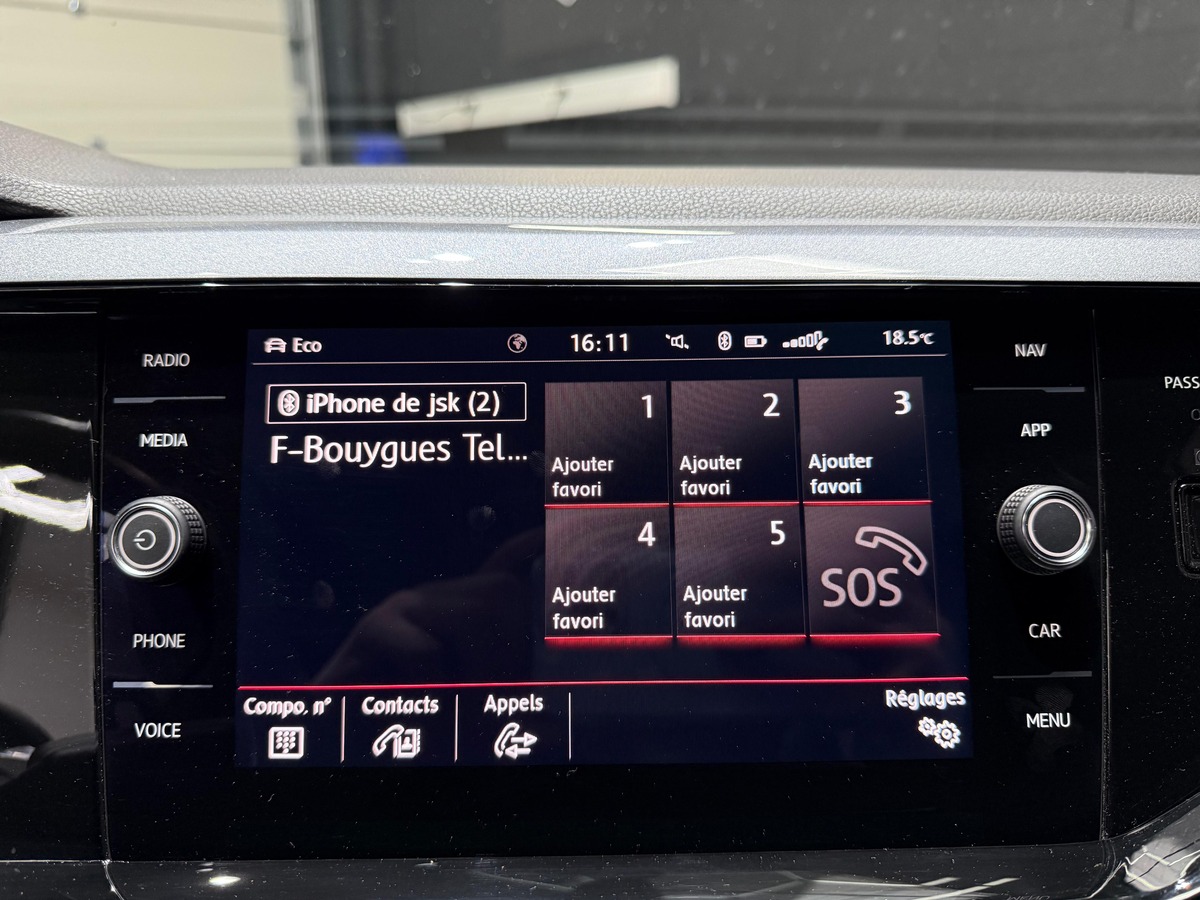 Eco
16:11
18.5°C
RADIO
MEDIA
PHONE
VOICE
iPhone de jsk (2)
F-Bouygues Tel...
1
Ajouter
favori
2
Ajouter
favori
3
Ajouter
favori
4
Ajouter
favori
5
Ajouter
favori
SOS
Compo. n°
Contacts
Appels
Réglages
NAV
APP
CAR
MENU
PASS